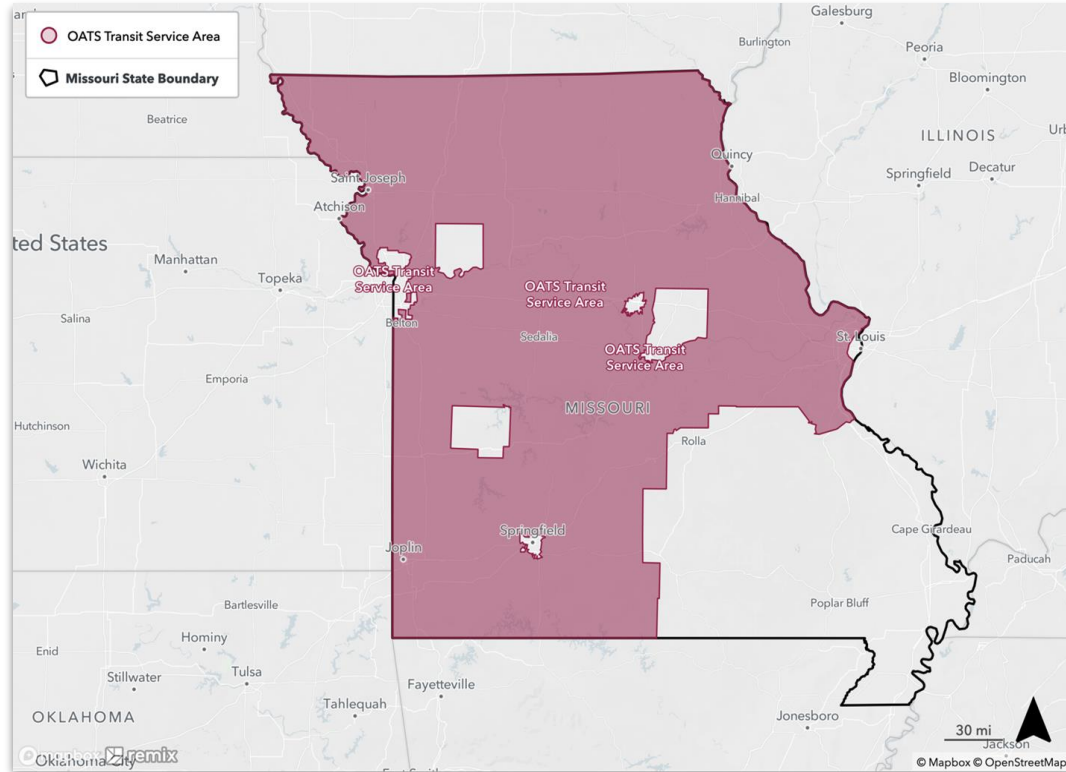 OATS Transit Service Area
Missouri State Boundary
Galesburg
Burlington
Peoria
Bloomington
Beatrice
ILLINOIS
Quincy
Springfield
Decatur
Saint Joseph
Hannibal
Atchison
ted States
Manhattan
Topeka
OATS Transit
Service Area
OATS Transit
Service Area
Salina
Belton
Sedalia
St. Louis
OATS Transit
Service Area
Emporia
MISSOURI
Hutchinson
Rolla
Wichita
Springfield
Cape Girardeau
Joplin
Paducah
Bartlesville
Poplar Bluff
Hominy
Enid
Stillwater
Tulsa
Fayetteville
Tahlequah
OKLAHOMA
Jonesboro
30 mi
Jackson
mapbox remix
Oklahoma City
© Mapbox © OpenStreetMap